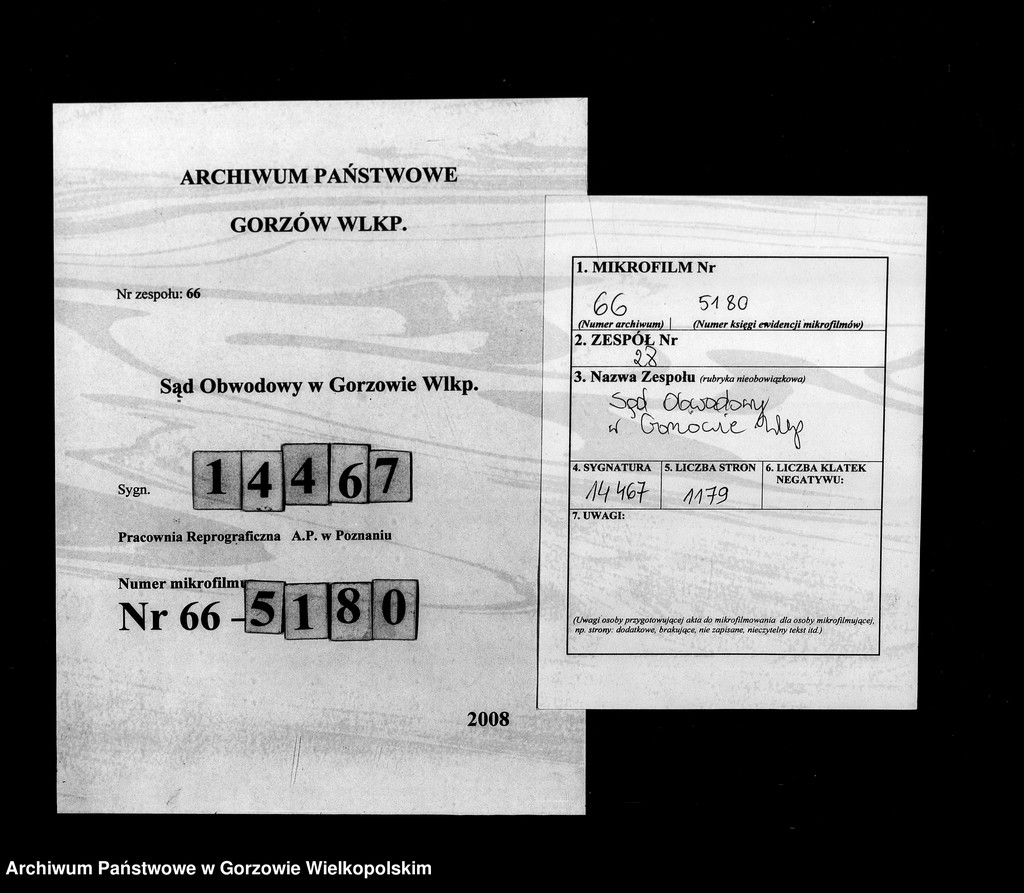 ARCHIWUM PAŃSTWOWE
GORZÓW WLKP.
Nr zespołu: 66
Sąd Obwodowy w Gorzowie Wlkp.
Sygn. 14467
Pracownia Reprograficzna A.P. w Poznaniu
Numer mikrofilmu
Nr 66 - 5180
2008
1. MIKROFILM Nr
66 5180
(Numer archiwum) | (Numer księgi ewidencji mikrofilmów)
2. ZESPÓŁ Nr
28
3. Nazwa Zespołu (rubryka nieobowiązkowa)
Sąd Obwodowy
w Gorzowie Wlkp
4. SYGNATURA
14 467
5. LICZBA STRON
1179
6. LICZBA KLATEK
NEGATYWU:
7. UWAGI:
(Uwagi osoby przygotowującej akta do mikrofilmowania dla osoby mikrofilmującej,
np. strony: dodatkowe, brakujące, nie zapisane, nieczytelny tekst itd.)
Archiwum Państwowe w Gorzowie Wielkopolskim